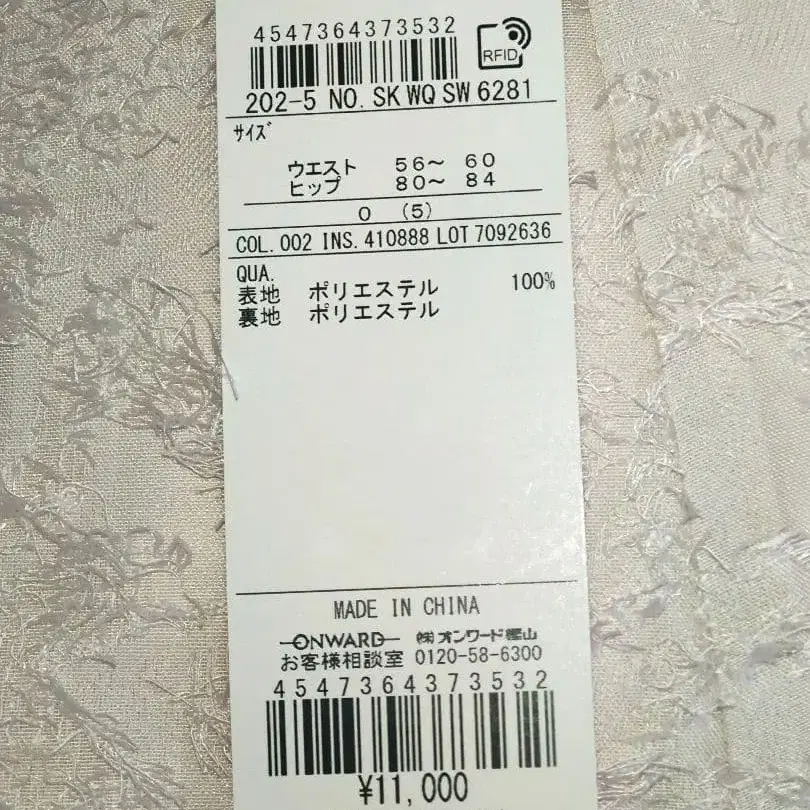 4547364373532
RFID
202-5 NO. SK WQ SW 6281
サイズ
ウエスト 56～ 60
ヒップ 80～ 84
0 (5)
COL. 002 INS. 410888 LOT 7092636
QUA.
表地 ポリエステル 100%
裏地 ポリエステル
MADE IN CHINA
ONWARD ㈱オンワード樫山
お客様相談室 0120-58-6300
4547364373532
¥11,000